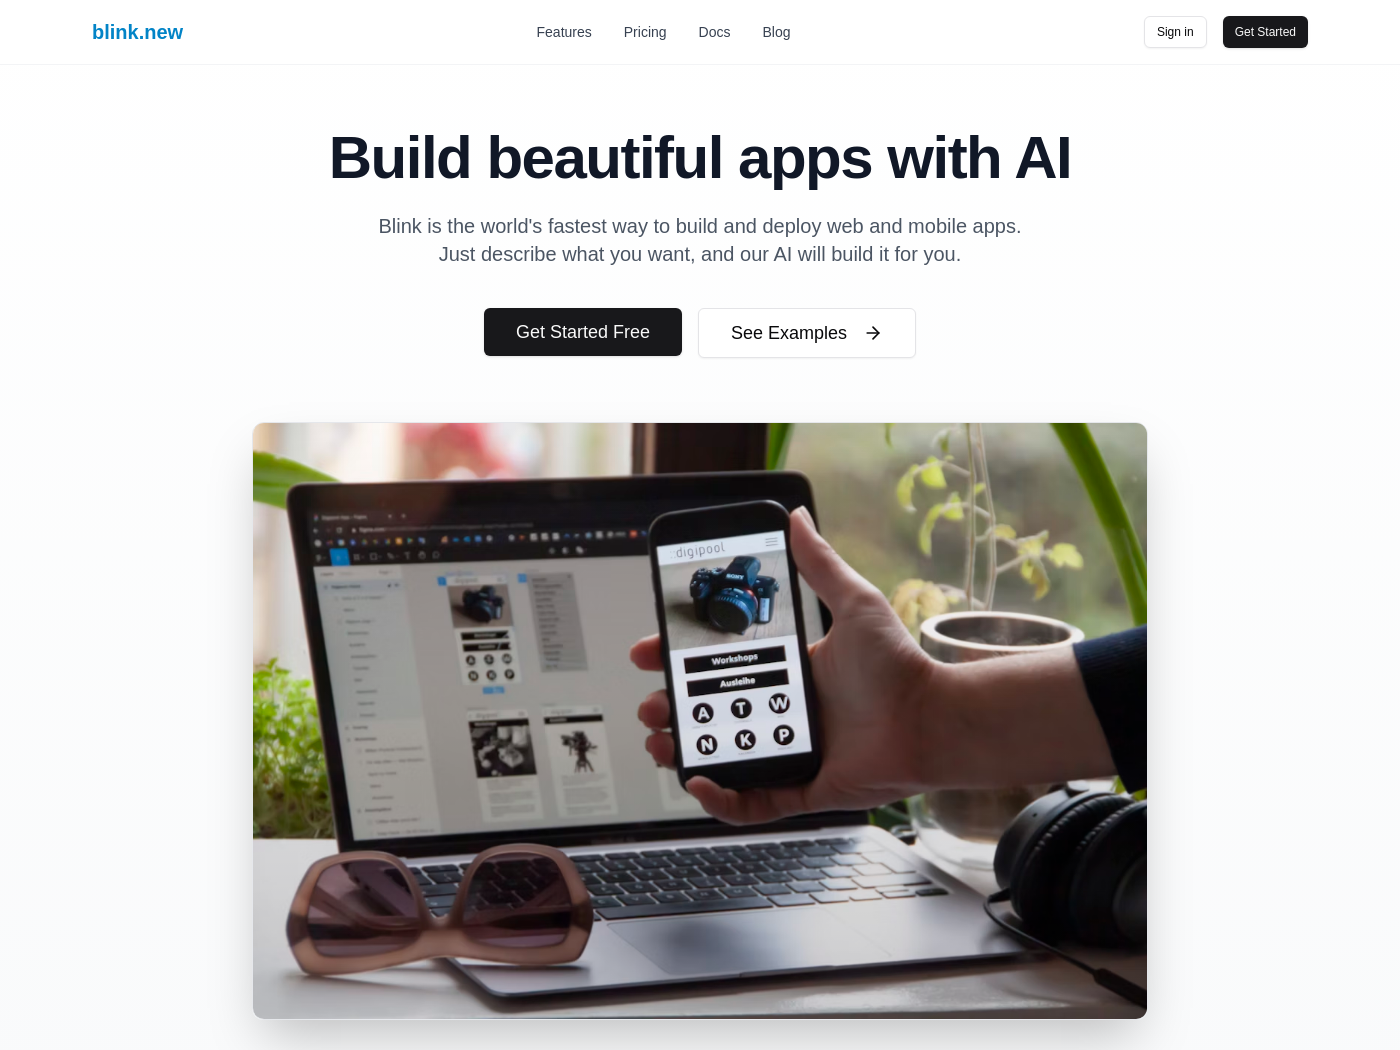 blink.new
Features
Pricing
Docs
Blog
Sign in
Get Started
Build beautiful apps with AI
Blink is the world's fastest way to build and deploy web and mobile apps.
Just describe what you want, and our AI will build it for you.
Get Started Free
See Examples
digipool
Workshops
Ausleihe
A T W
N K P